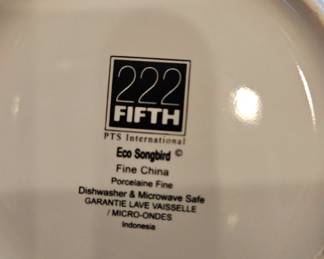 222
FIFTH
PTS International
Eco Songbird ©
Fine China
Porcelaine Fine
Dishwasher & Microwave Safe
GARANTIE LAVE VAISSELLE
/ MICRO-ONDES
Indonesia